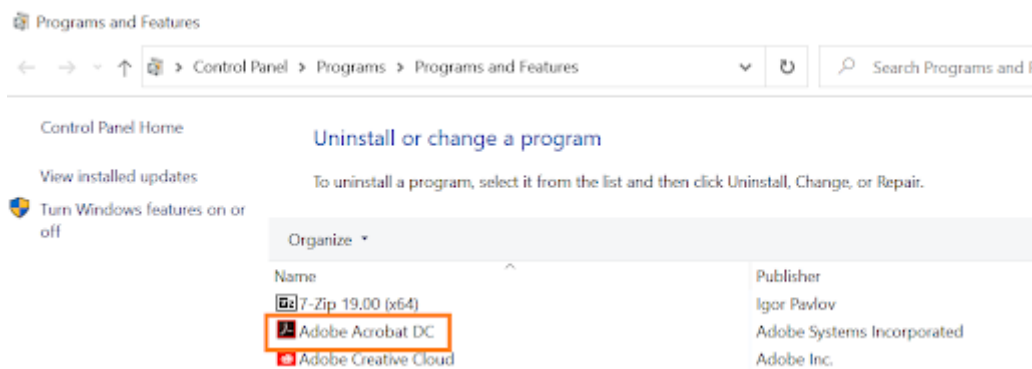 Programs and Features
Control Panel > Programs > Programs and Features
Search Programs and
Control Panel Home
Uninstall or change a program
View installed updates
To uninstall a program, select it from the list and then click Uninstall, Change, or Repair.
Turn Windows features on or
off
Organize
Name Publisher
7-Zip 19.00 (x64) Igor Pavlov
Adobe Acrobat DC Adobe Systems Incorporated
Adobe Creative Cloud Adobe Inc.